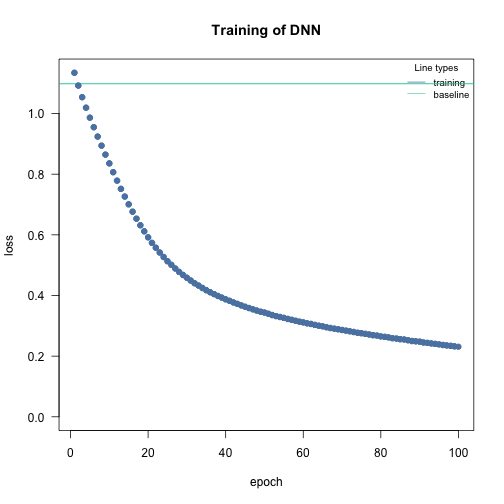 Training of DNN
Line types
training
baseline
1.0
0.8
0.6
0.4
0.2
0.0
loss
0 20 40 60 80 100
epoch